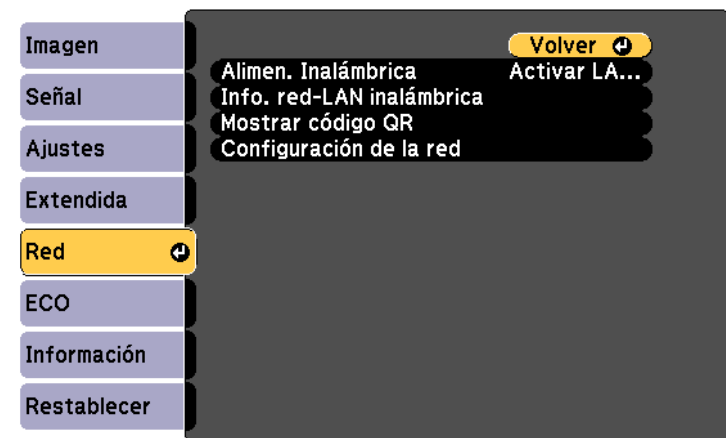 Imagen
Señal
Ajustes
Extendida
Red
ECO
Información
Restablecer
Volver
Alimen. Inalámbrica Activar LA...
Info. red-LAN inalámbrica
Mostrar código QR
Configuración de la red